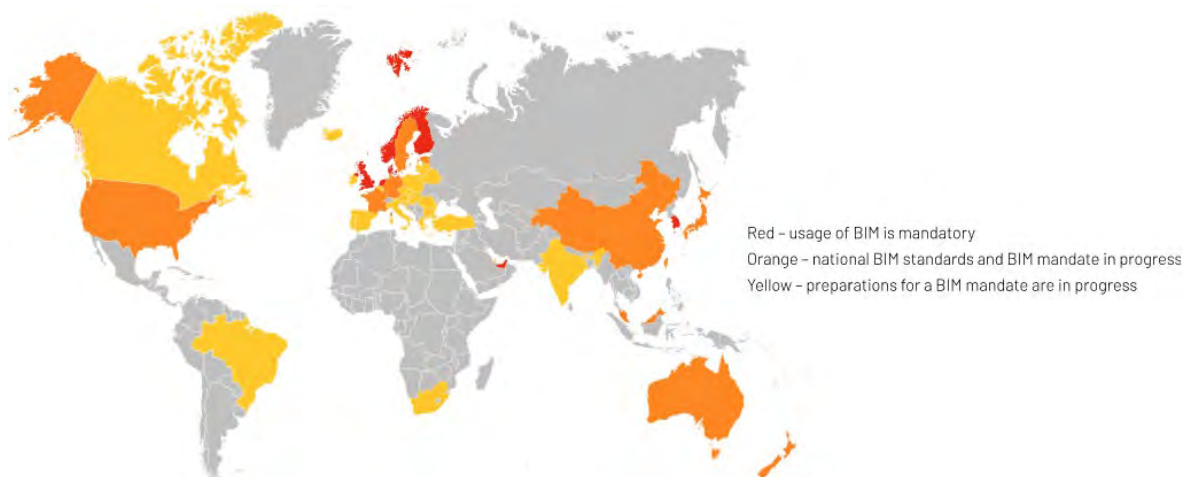 Red – usage of BIM is mandatory
Orange – national BIM standards and BIM mandate in progress
Yellow – preparations for a BIM mandate are in progress